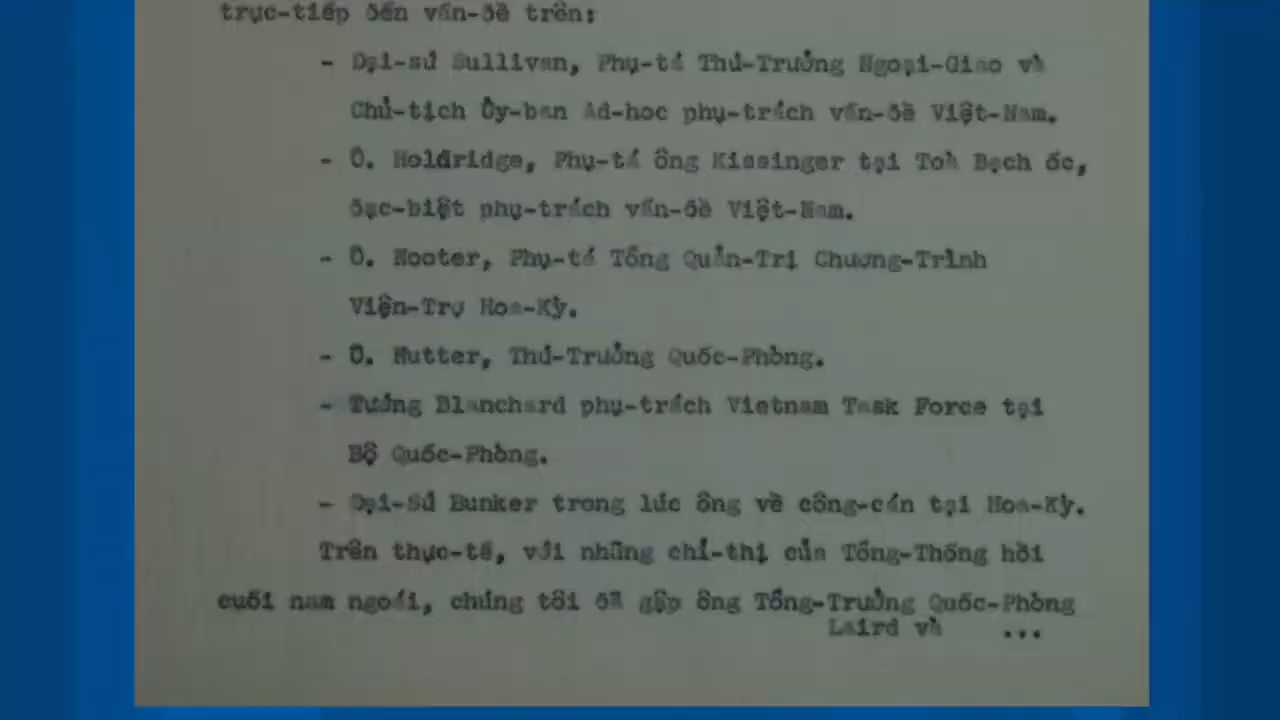 trực-tiếp đến vấn-đề trên:
- Đại-sứ Sullivan, Phụ-tá Thứ-Trưởng Ngoại-Giao và
Chủ-tịch Ủy-ban Ad-hoc phụ-trách vấn-đề Việt-Nam.
- Ô. Holdridge, Phụ-tá ông Kissinger tại Toà Bạch ốc,
đặc-biệt phụ-trách vấn-đề Việt-Nam.
- Ô. Nooter, Phụ-tá Tổng Quản-Trị Chương-Trình
Viện-Trợ Hoa-Kỳ.
- Ô. Nutter, Thứ-Trưởng Quốc-Phòng.
- Tướng Blanchard phụ-trách Vietnam Task Force tại
Bộ Quốc-Phòng.
- Đại-Sứ Bunker trong lúc ông về công-cán tại Hoa-Kỳ.
Trên thực-tế, với những chỉ-thị của Tổng-Thống hồi
cuối nam ngoái, chúng tôi đã gặp ông Tổng-Trưởng Quốc-Phòng
Laird và ...